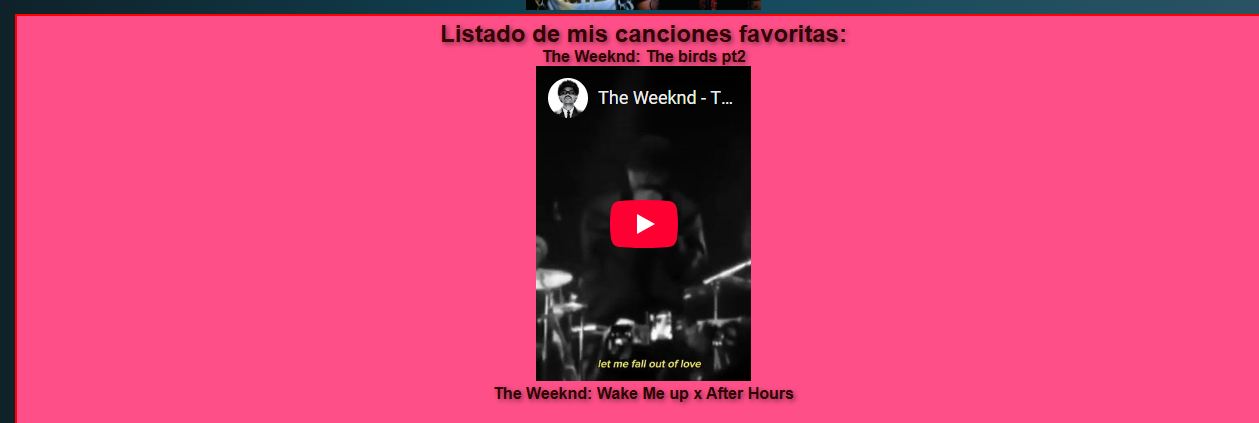 Listado de mis canciones favoritas:
The Weeknd: The birds pt2
The Weeknd - T...
let me fall out of love
The Weeknd: Wake Me up x After Hours